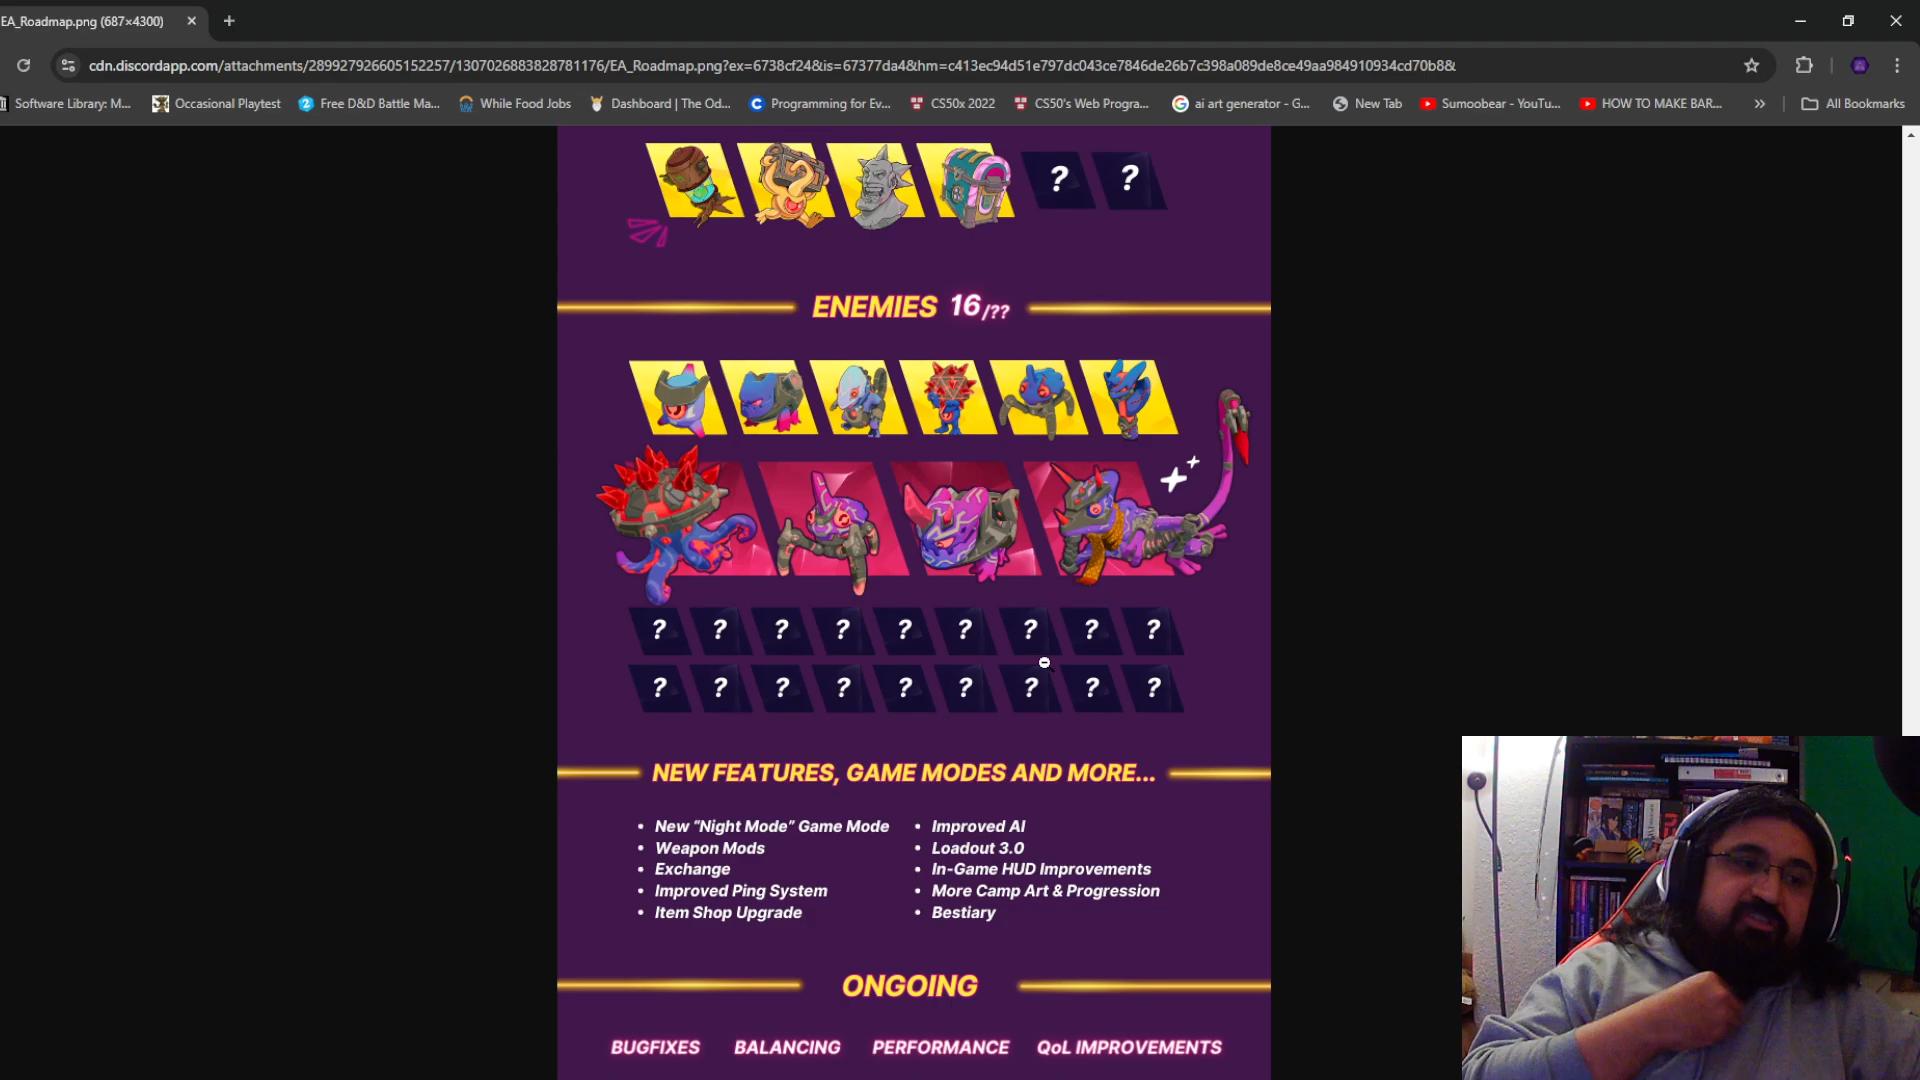 EA_Roadmap.png (687×4300)
cdn.discordapp.com/attachments/289927926605152257/1307026883828781176/EA_Roadmap.png?ex=6738cf24&is=67377da4&hm=c413ec94d51e797dc043ce7846de26b7c398a089de8ce49aa984910934cd70b8&
Software Library: M... Occasional Playtest Free D&D Battle Ma... While Food Jobs Dashboard | The Od... Programming for Ev... CS50x 2022 CS50's Web Progra... ai art generator - G... New Tab Sumoobear - YouTu... HOW TO MAKE BAR... » All Bookmarks
? ?
ENEMIES 16/??
? ? ? ? ? ? ? ? ?
? ? ? ? ? ? ? ? ?
NEW FEATURES, GAME MODES AND MORE...
• New “Night Mode” Game Mode
• Weapon Mods
• Exchange
• Improved Ping System
• Item Shop Upgrade
• Improved AI
• Loadout 3.0
• In-Game HUD Improvements
• More Camp Art & Progression
• Bestiary
ONGOING
BUGFIXES BALANCING PERFORMANCE QoL IMPROVEMENTS